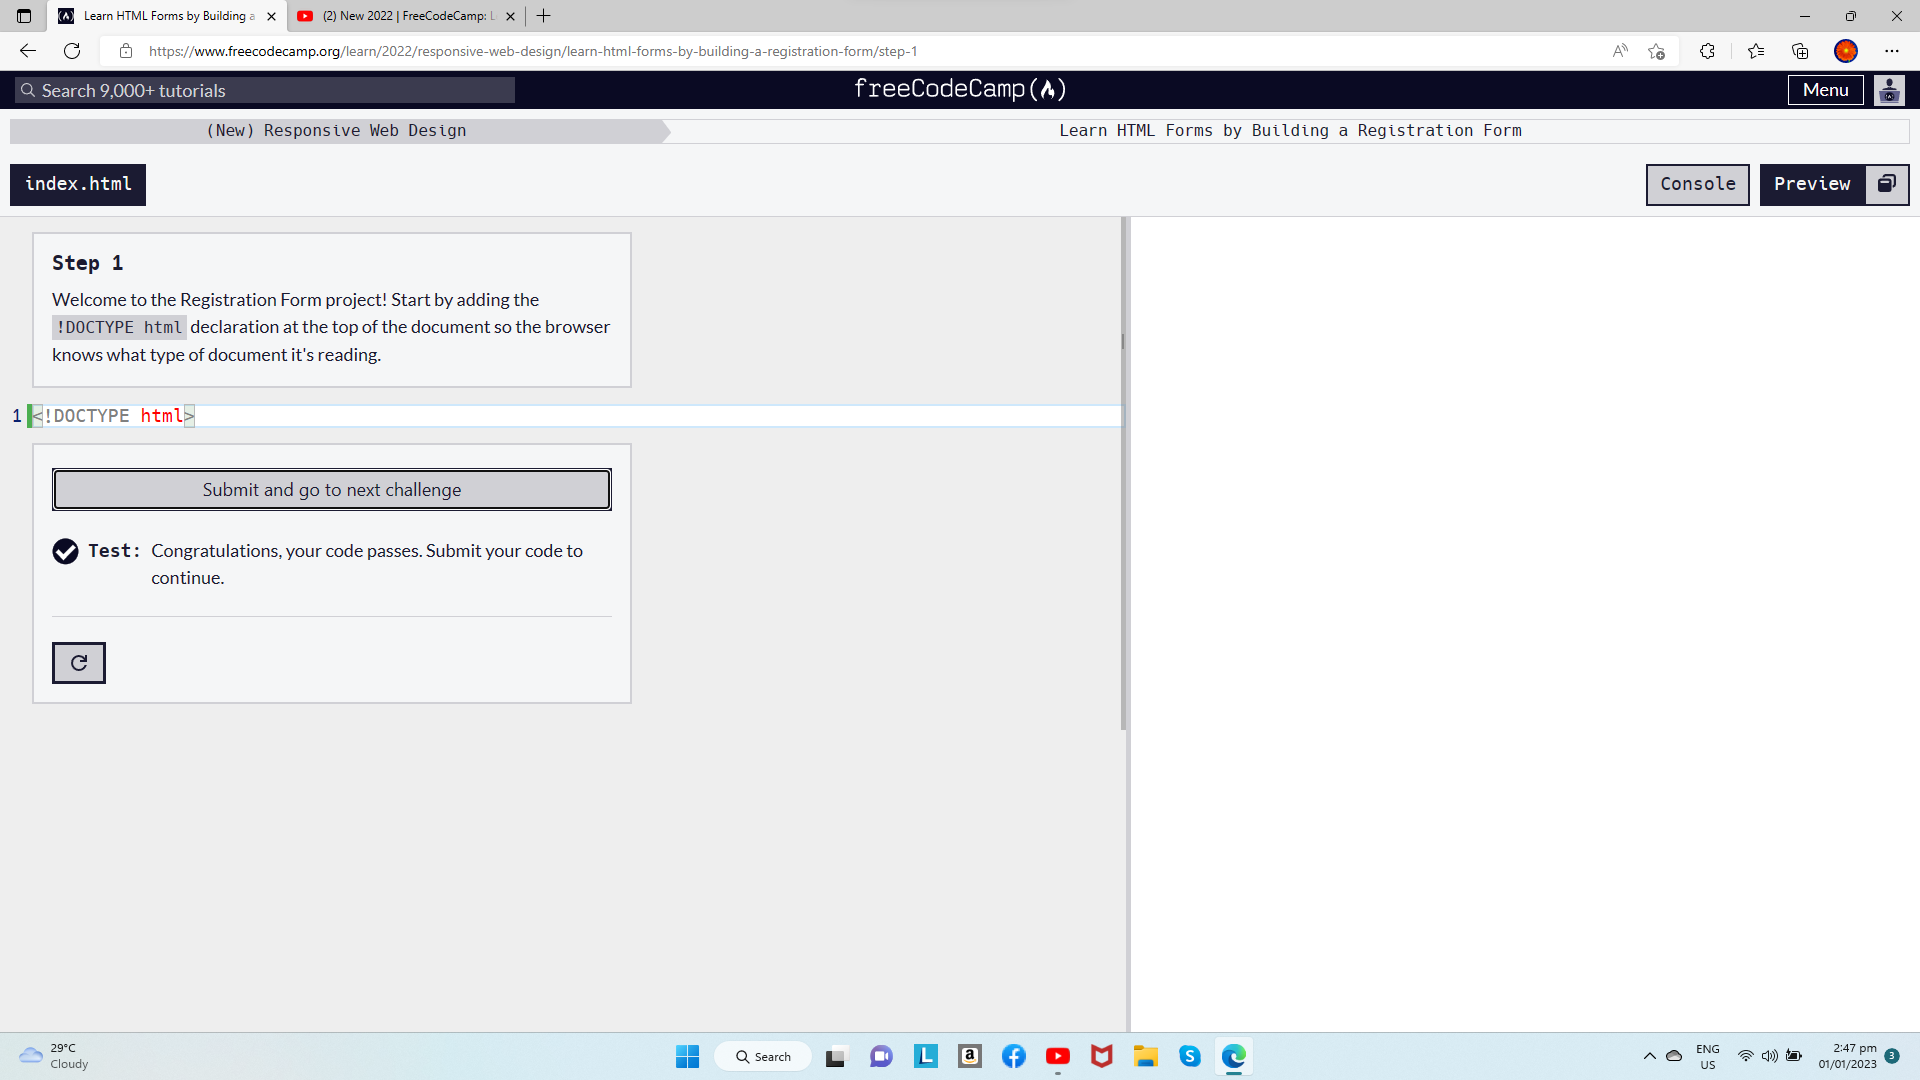 Learn HTML Forms by Building a
(2) New 2022 | FreeCodeCamp: L
https://www.freecodecamp.org/learn/2022/responsive-web-design/learn-html-forms-by-building-a-registration-form/step-1
Search 9,000+ tutorials
freeCodeCamp
Menu
(New) Responsive Web Design
Learn HTML Forms by Building a Registration Form
index.html
Console
Preview
Step 1
Welcome to the Registration Form project! Start by adding the
!DOCTYPE html declaration at the top of the document so the browser
knows what type of document it's reading.
1 <!DOCTYPE html>
Submit and go to next challenge
Test: Congratulations, your code passes. Submit your code to
continue.
29°C
Cloudy
Search
ENG
US
2:47 pm
01/01/2023
3